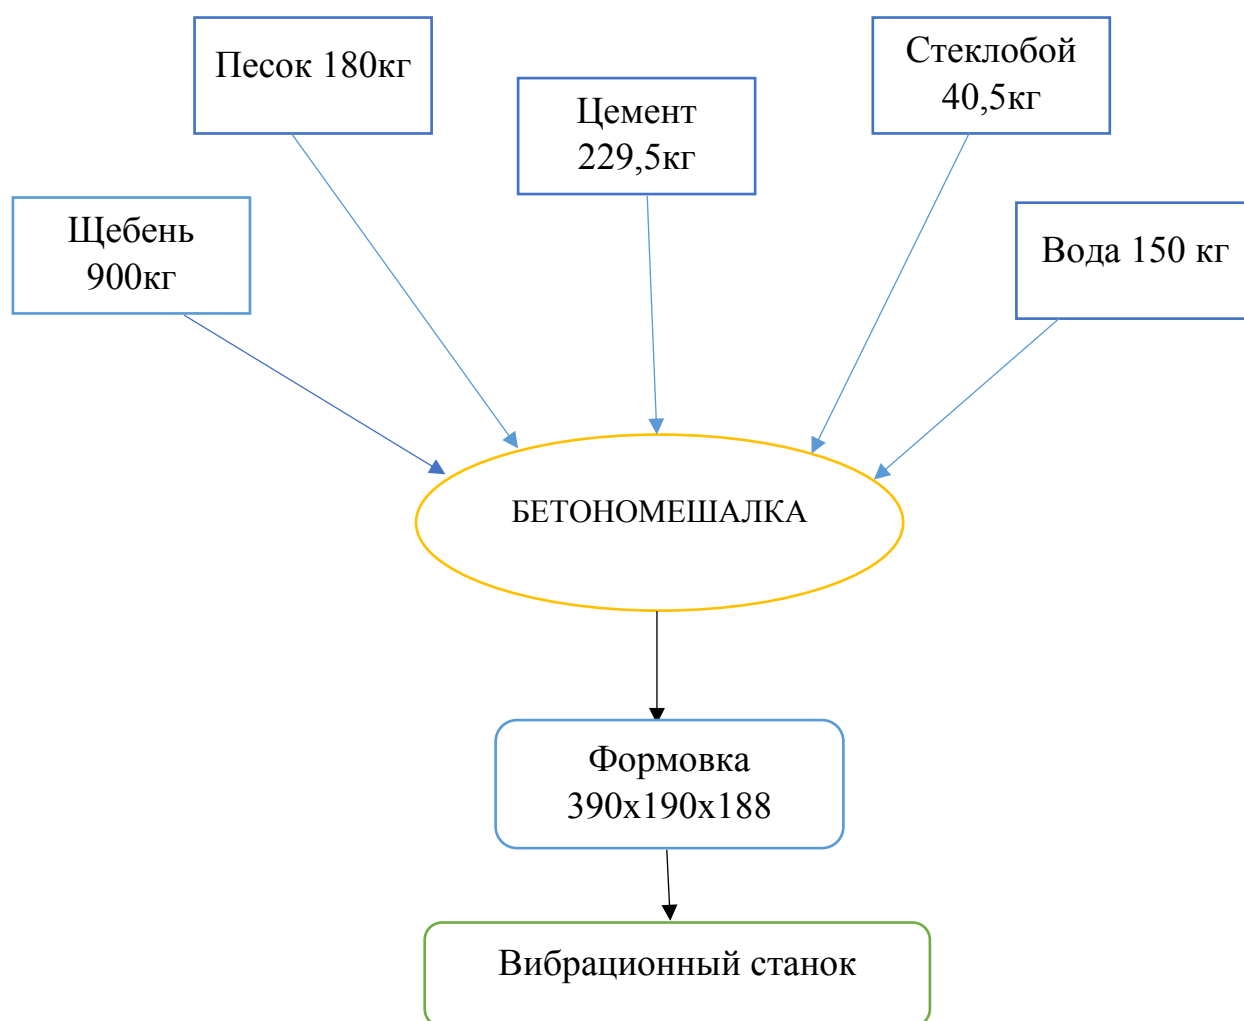 Песок 180кг
Стеклобой
40,5кг
Цемент
229,5кг
Щебень
900кг
Вода 150 кг
БЕТОНОМЕШАЛКА
Формовка
390х190х188
Вибрационный станок